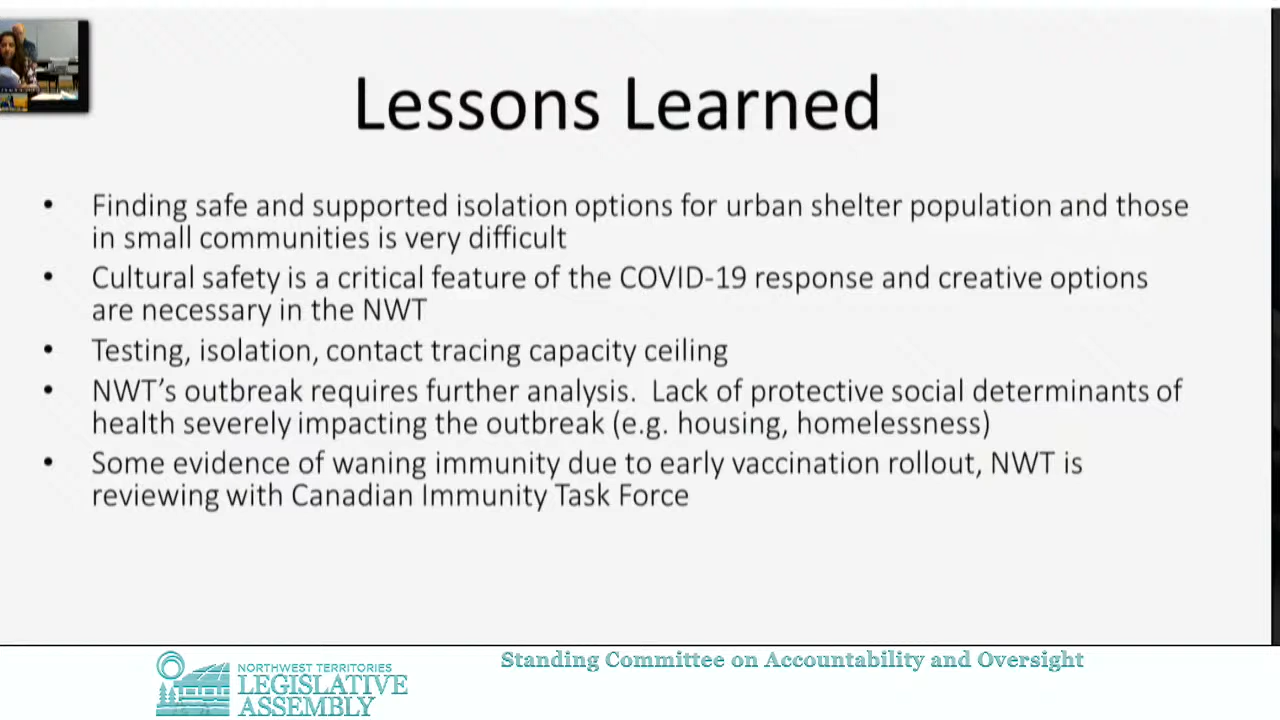 Lessons Learned
• Finding safe and supported isolation options for urban shelter population and those
in small communities is very difficult
• Cultural safety is a critical feature of the COVID-19 response and creative options
are necessary in the NWT
• Testing, isolation, contact tracing capacity ceiling
• NWT's outbreak requires further analysis.  Lack of protective social determinants of
health severely impacting the outbreak (e.g. housing, homelessness)
• Some evidence of waning immunity due to early vaccination rollout, NWT is
reviewing with Canadian Immunity Task Force
Standing Committee on Accountability and Oversight
NORTHWEST TERRITORIES
LEGISLATIVE
ASSEMBLY